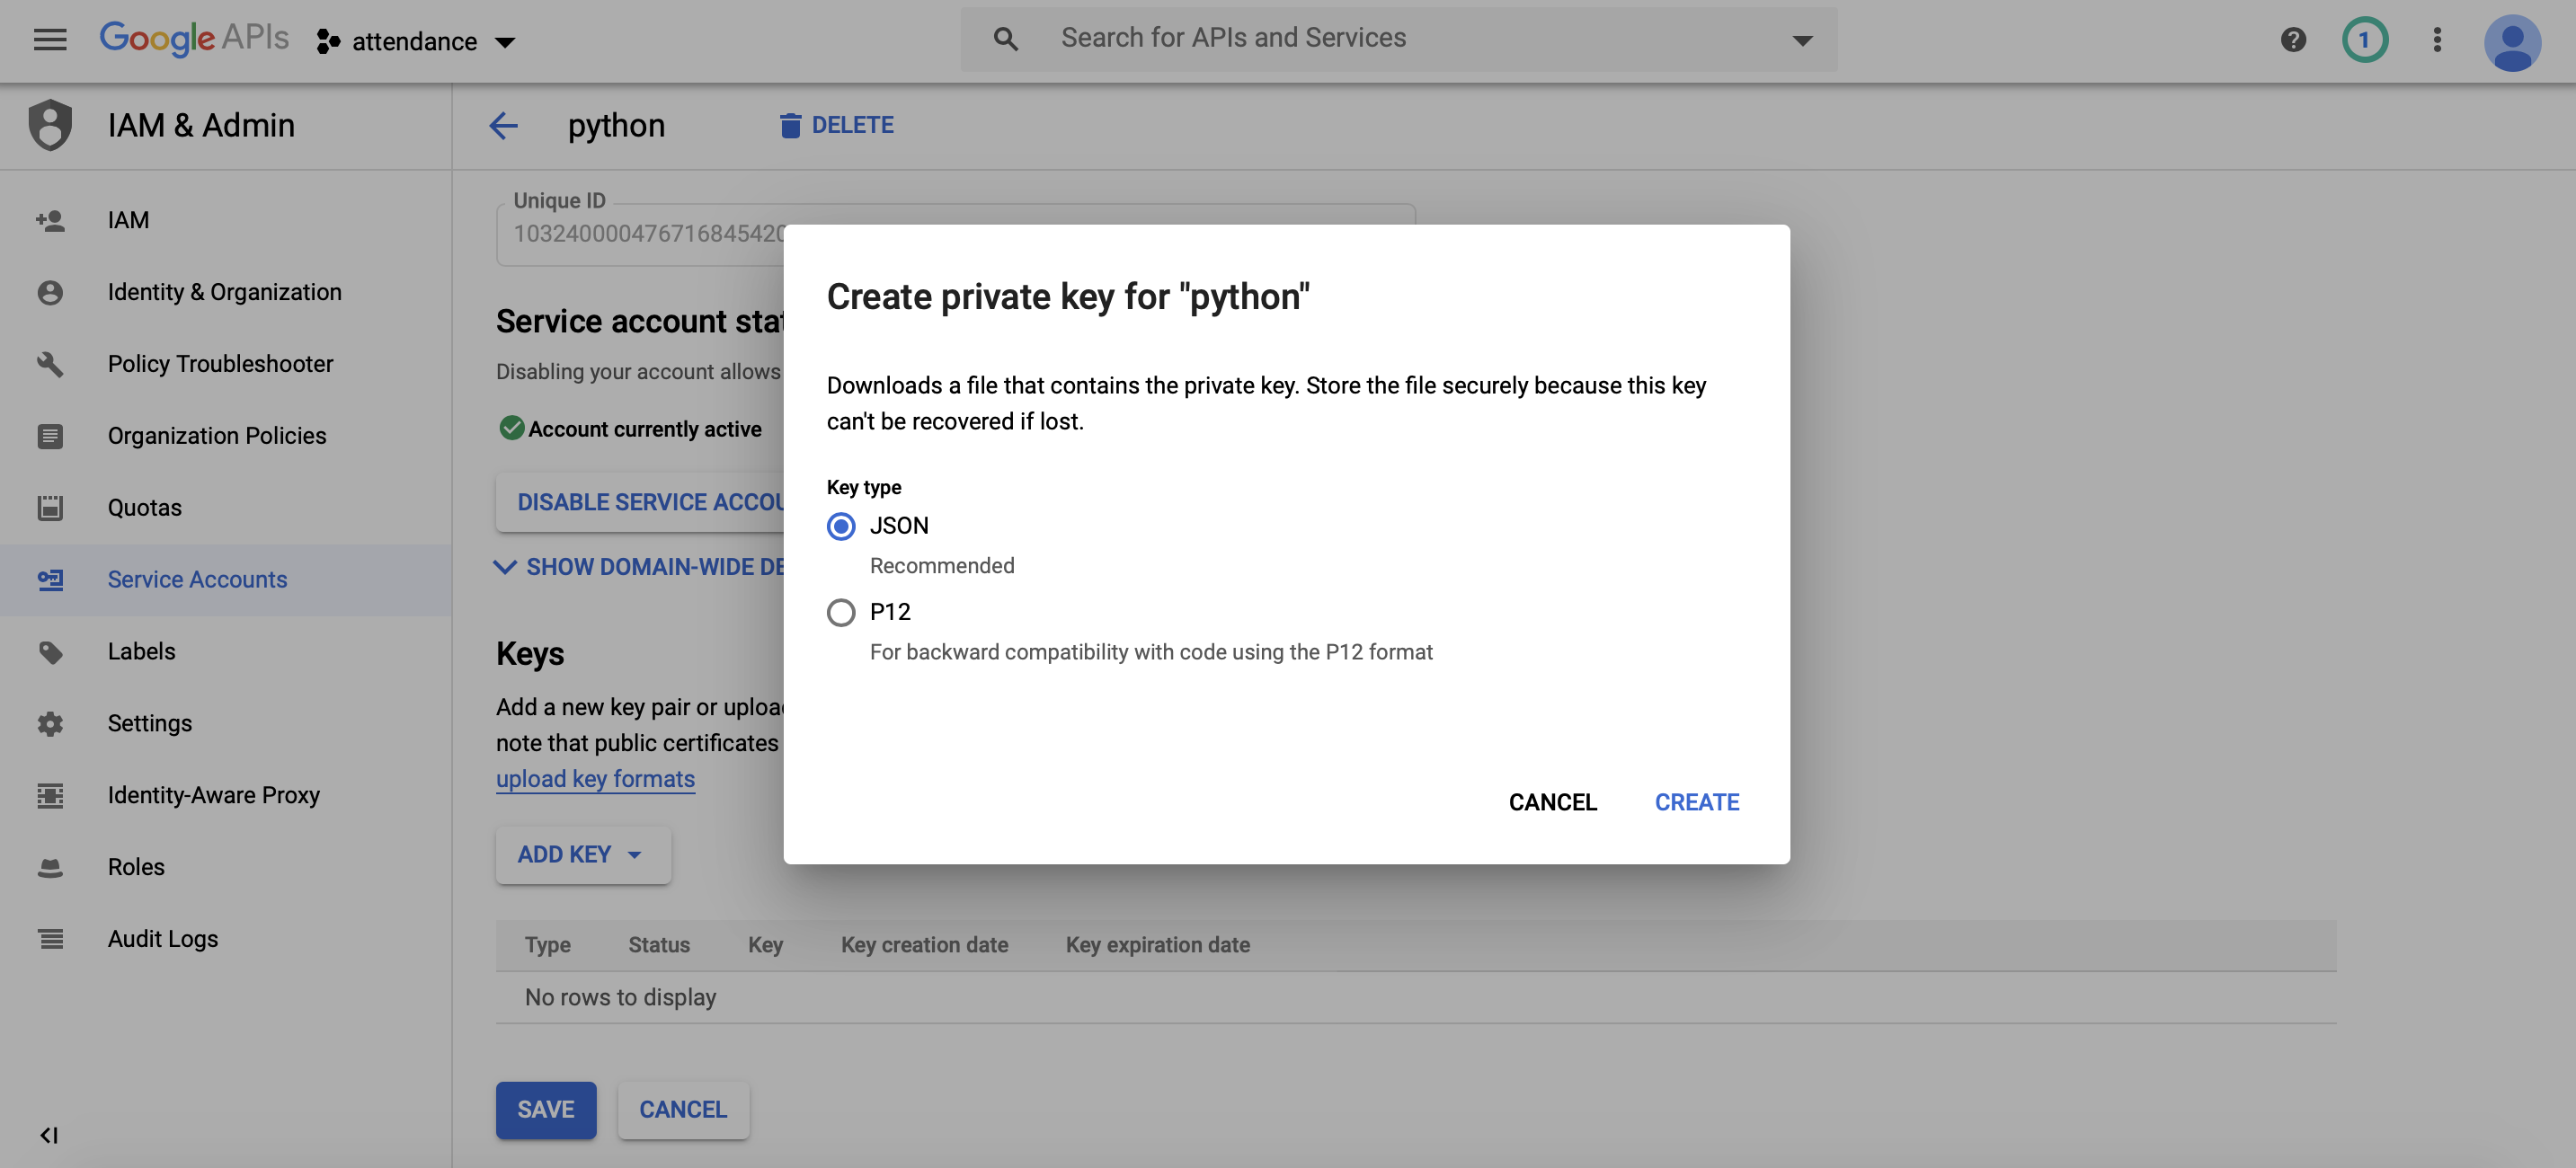 Google APIs
attendance
Search for APIs and Services
1
IAM & Admin
python
DELETE
IAM
Identity & Organization
Policy Troubleshooter
Organization Policies
Quotas
Service Accounts
Labels
Settings
Identity-Aware Proxy
Roles
Audit Logs
Unique ID
103240000476716845420
Service account stat
Disabling your account allows
Account currently active
DISABLE SERVICE ACCOU
SHOW DOMAIN-WIDE DE
Keys
Add a new key pair or uploa
note that public certificates
upload key formats
ADD KEY
Type Status Key Key creation date Key expiration date
No rows to display
SAVE CANCEL
Create private key for "python"
Downloads a file that contains the private key. Store the file securely because this key
can't be recovered if lost.
Key type
JSON
Recommended
P12
For backward compatibility with code using the P12 format
CANCEL CREATE